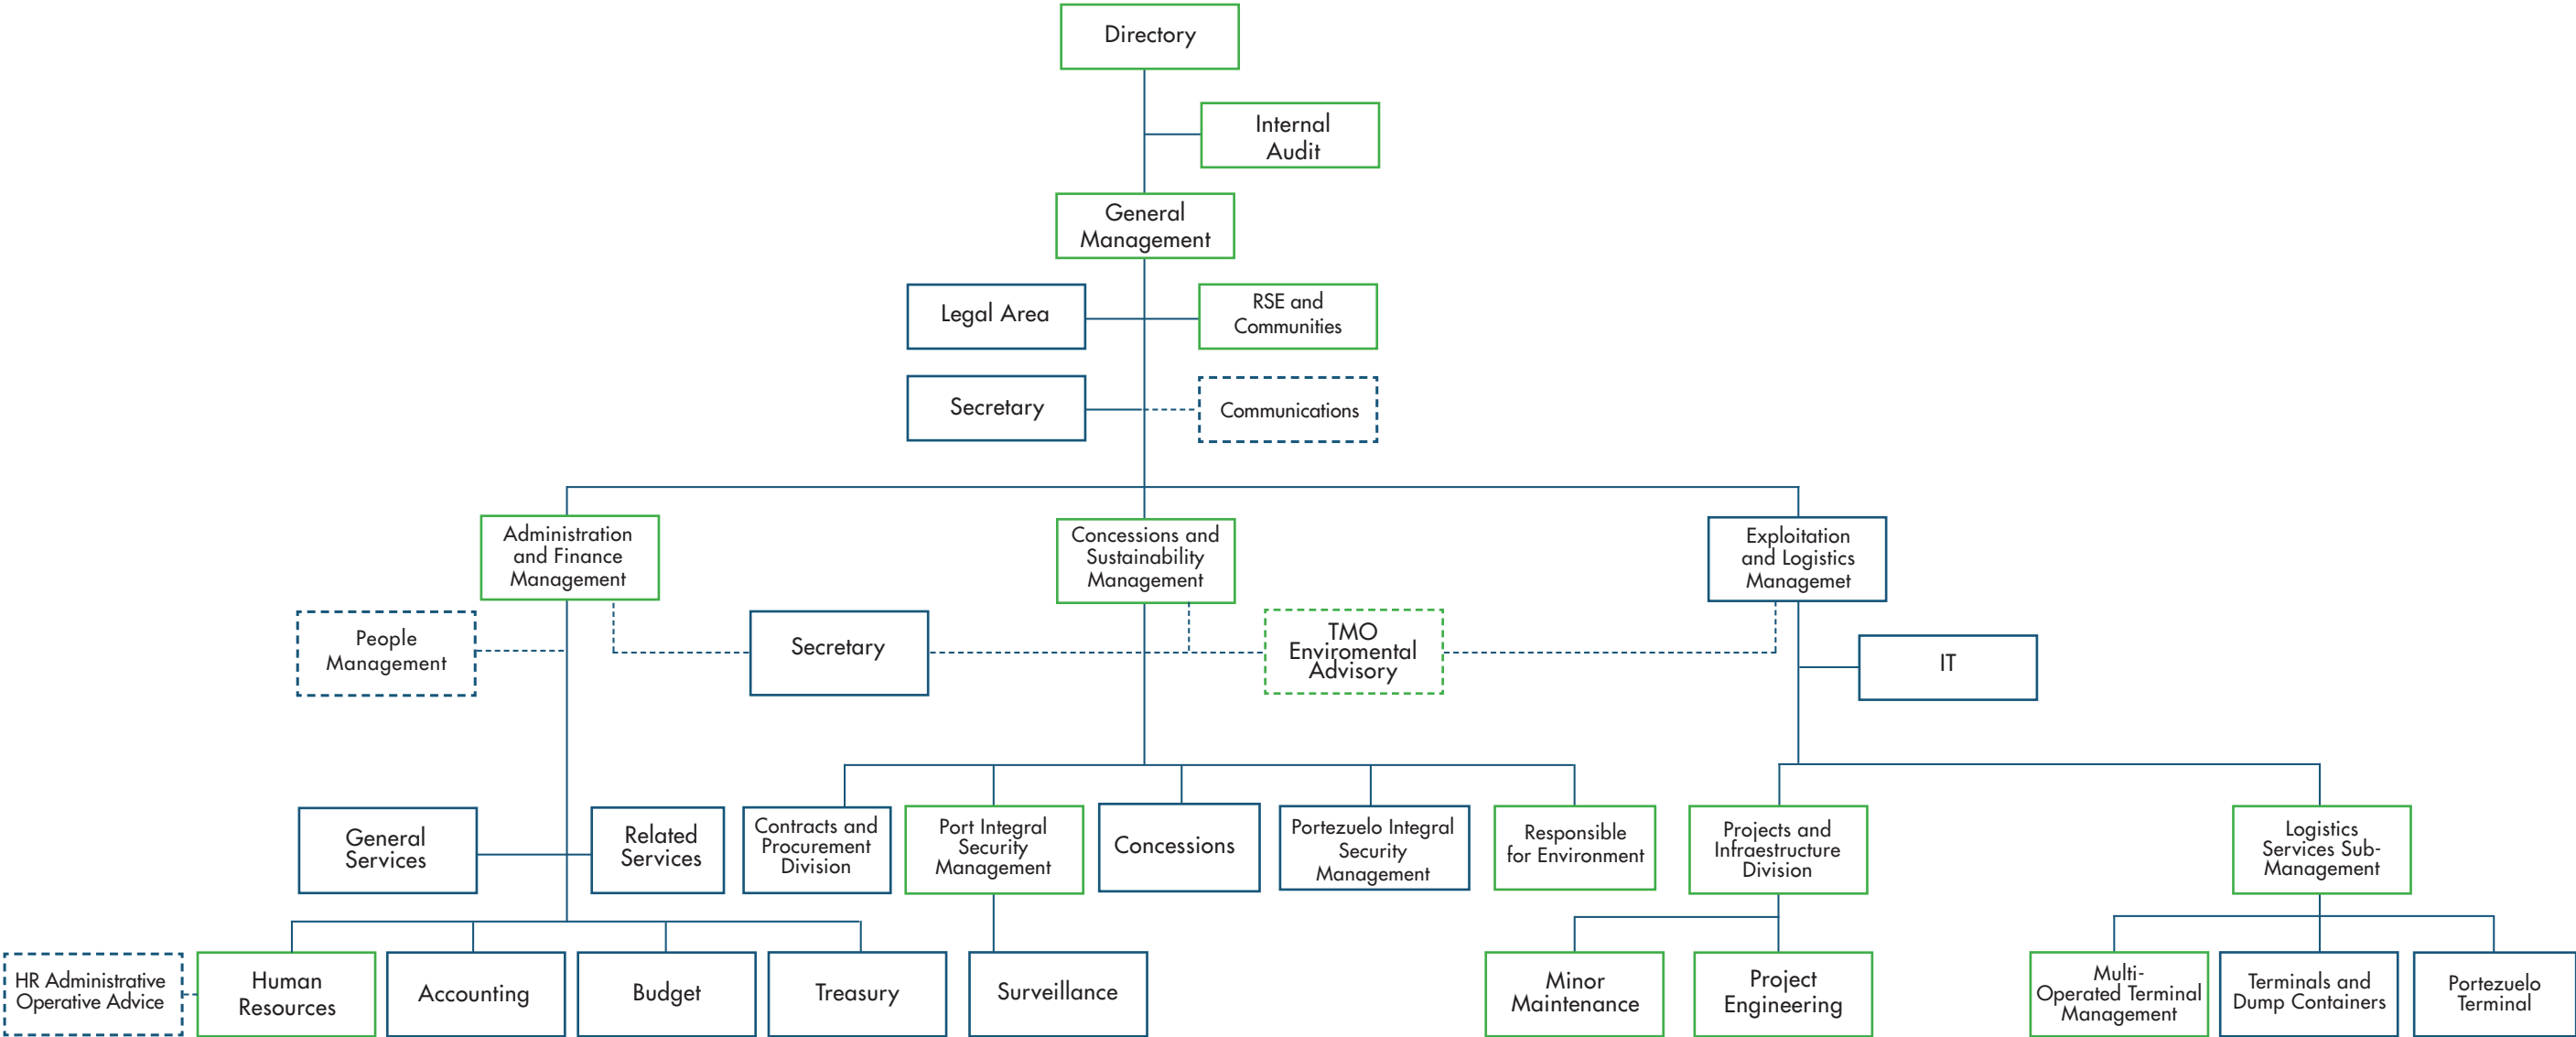 Directory
Internal
Audit
General
Management
Legal Area
RSE and
Communities
Secretary
Communications
Administration
and Finance
Management
Concessions and
Sustainability
Management
Exploitation
and Logistics
Managemet
People
Management
Secretary
TMO
Enviromental
Advisory
IT
General
Services
Related
Services
Contracts and
Procurement
Division
Port Integral
Security
Management
Concessions
Portezuelo Integral
Security
Management
Responsible
for Environment
Projects and
Infraestructure
Division
Logistics
Services Sub-
Management
HR Administrative
Operative Advice
Human
Resources
Accounting
Budget
Treasury
Surveillance
Minor
Maintenance
Project
Engineering
Multi-
Operated Terminal
Management
Terminals and
Dump Containers
Portezuelo
Terminal